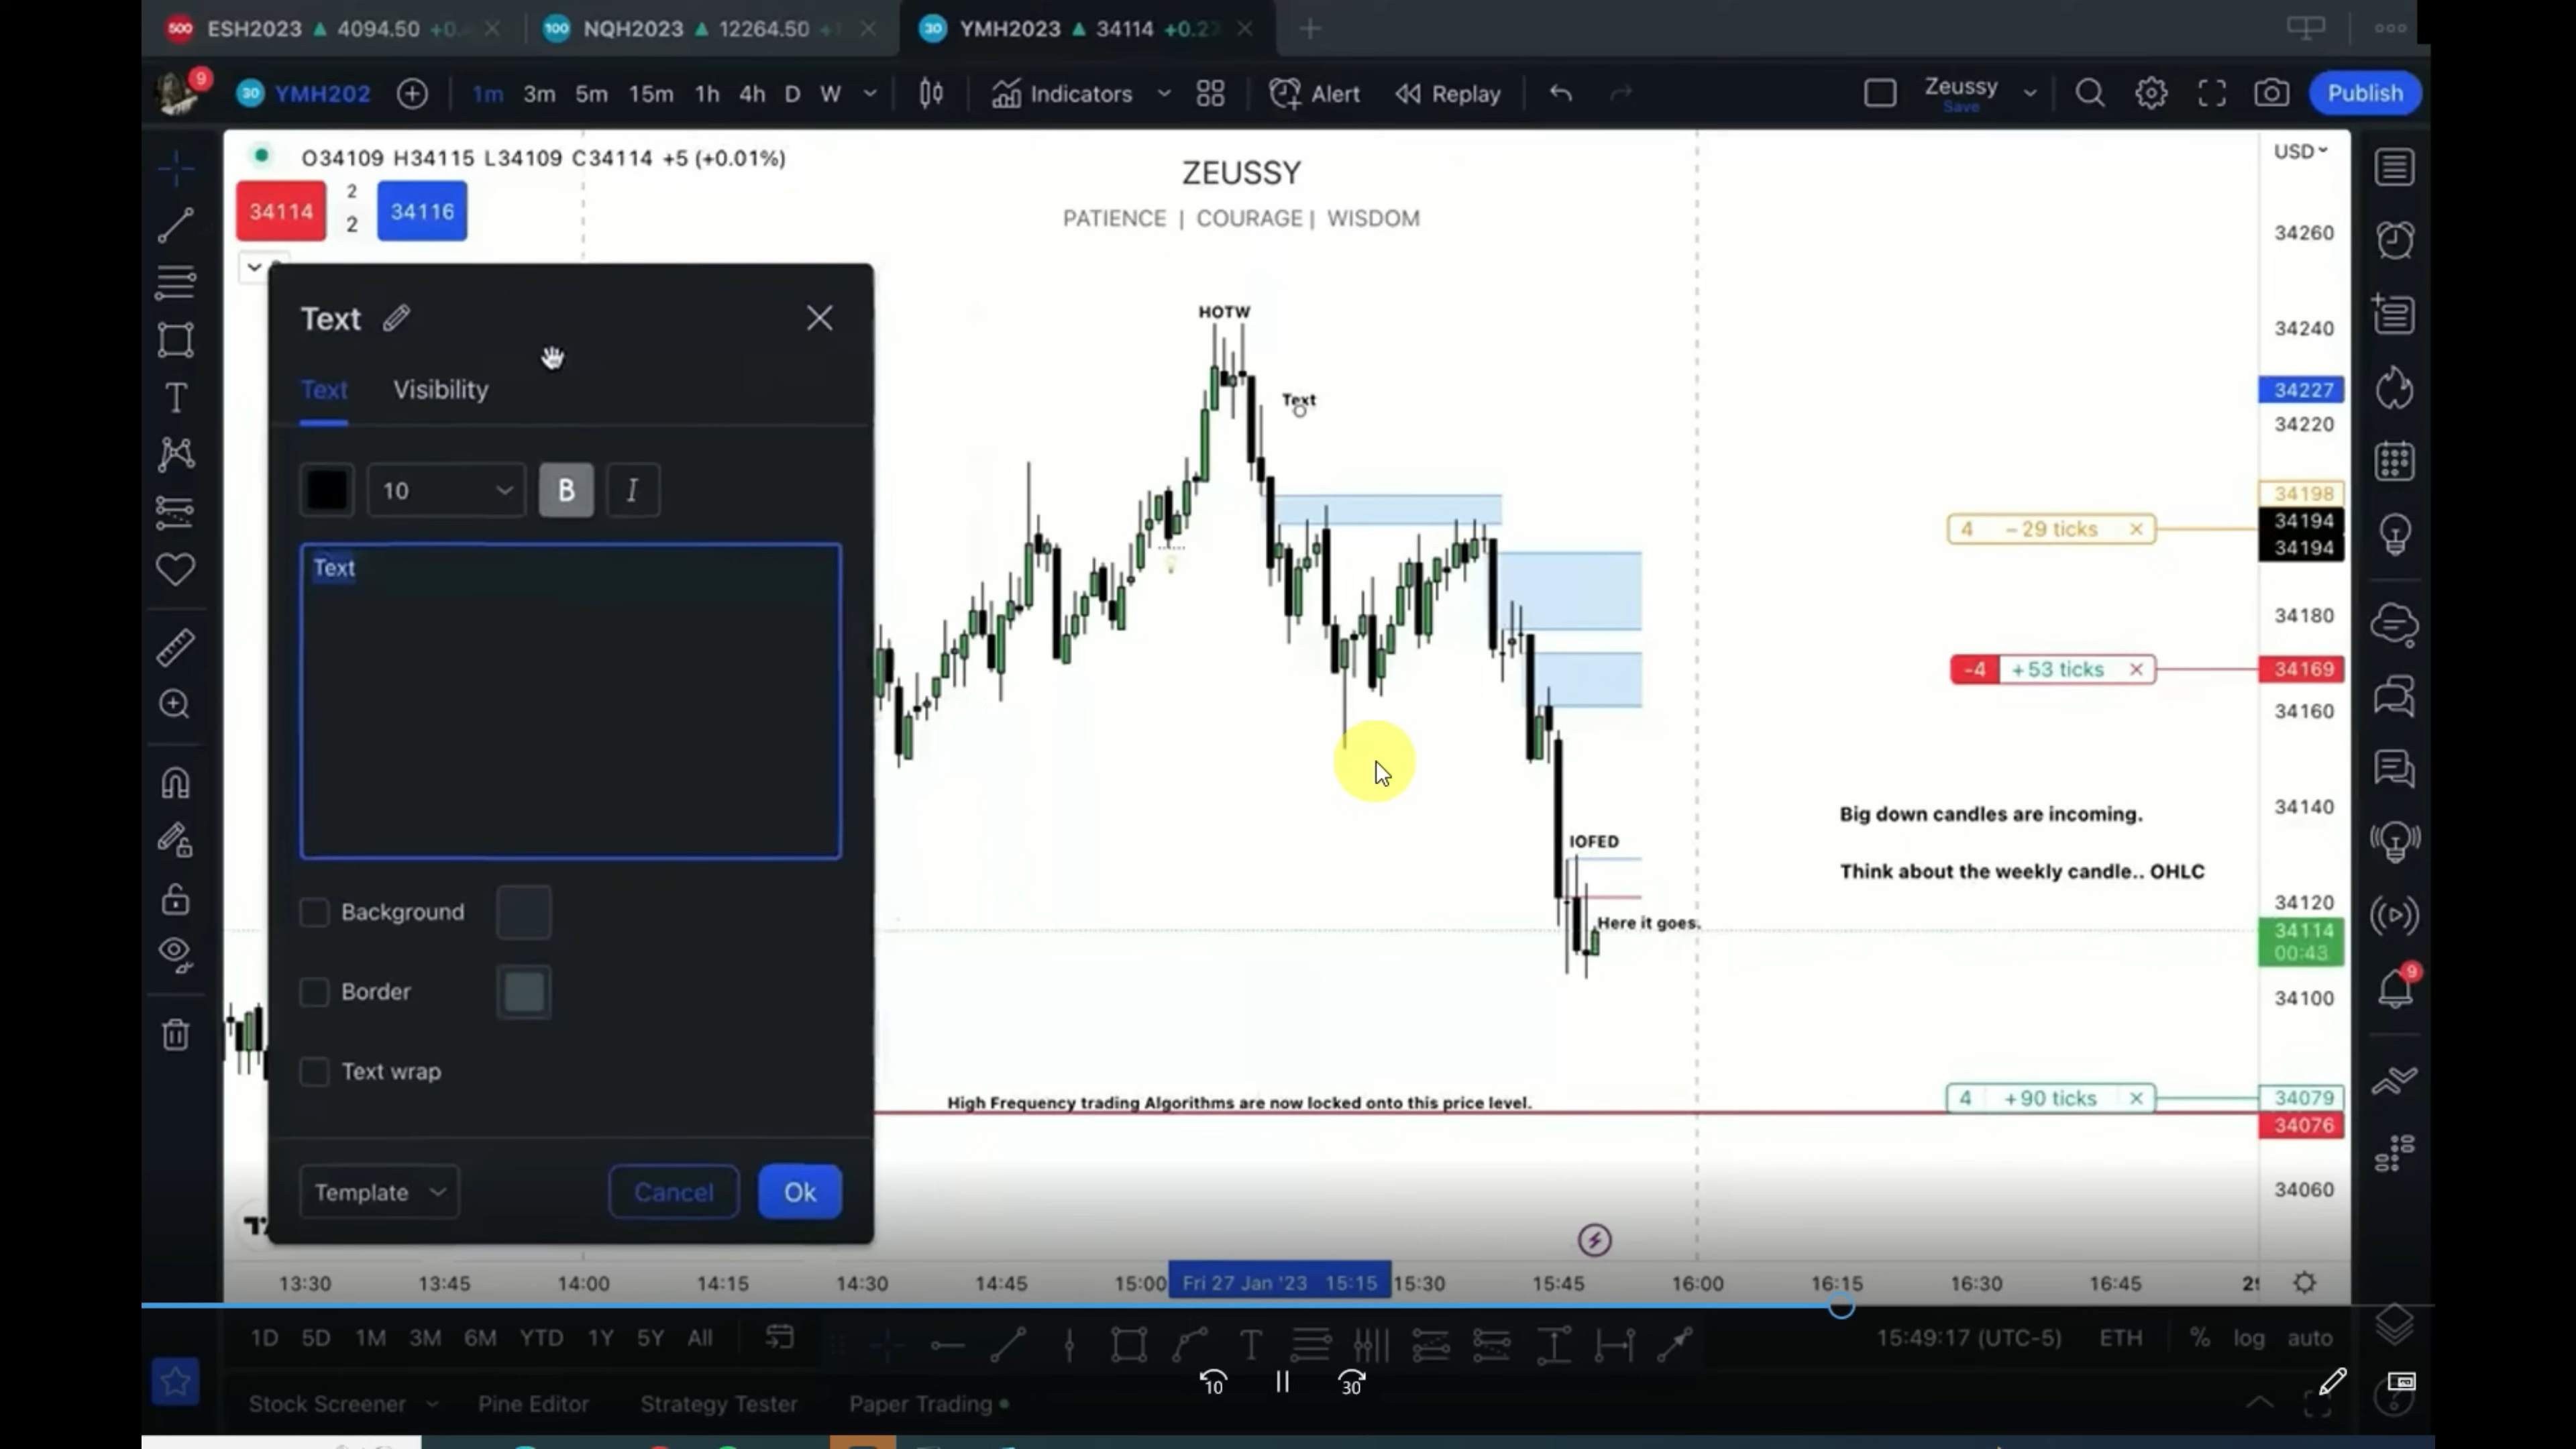 ESH2023 4094.50
NQH2023 12264.50
YMH2023 34114
9
30 YMH202
1m 3m 5m 15m 1h 4h D W
Indicators
Alert
Replay
Zeussy
Save
Publish
O34109 H34115 L34109 C34114 +5 (+0.01%)
34114
2
2
34116
ZEUSSY
PATIENCE | COURAGE | WISDOM
USD
Text
Text Visibility
10
B I
Text
Background
Border
Text wrap
Template
Cancel
Ok
HOTW
Text
IOFED
Here it goes.
4 −29 ticks
-4 +53 ticks
Big down candles are incoming.
Think about the weekly candle.. OHLC
High Frequency trading Algorithms are now locked onto this price level.
4 +90 ticks
34260
34240
34227
34220
34198
34194
34194
34180
34169
34160
34140
34120
34114
00:43
34100
34079
34076
34060
9
13:30 13:45 14:00 14:15 14:30 14:45 15:00 Fri 27 Jan '23 15:15 15:30 15:45 16:00 16:15 16:30 16:45
1D 5D 1M 3M 6M YTD 1Y 5Y All
15:49:17 (UTC-5) ETH % log auto
10
30
Stock Screener Pine Editor Strategy Tester Paper Trading